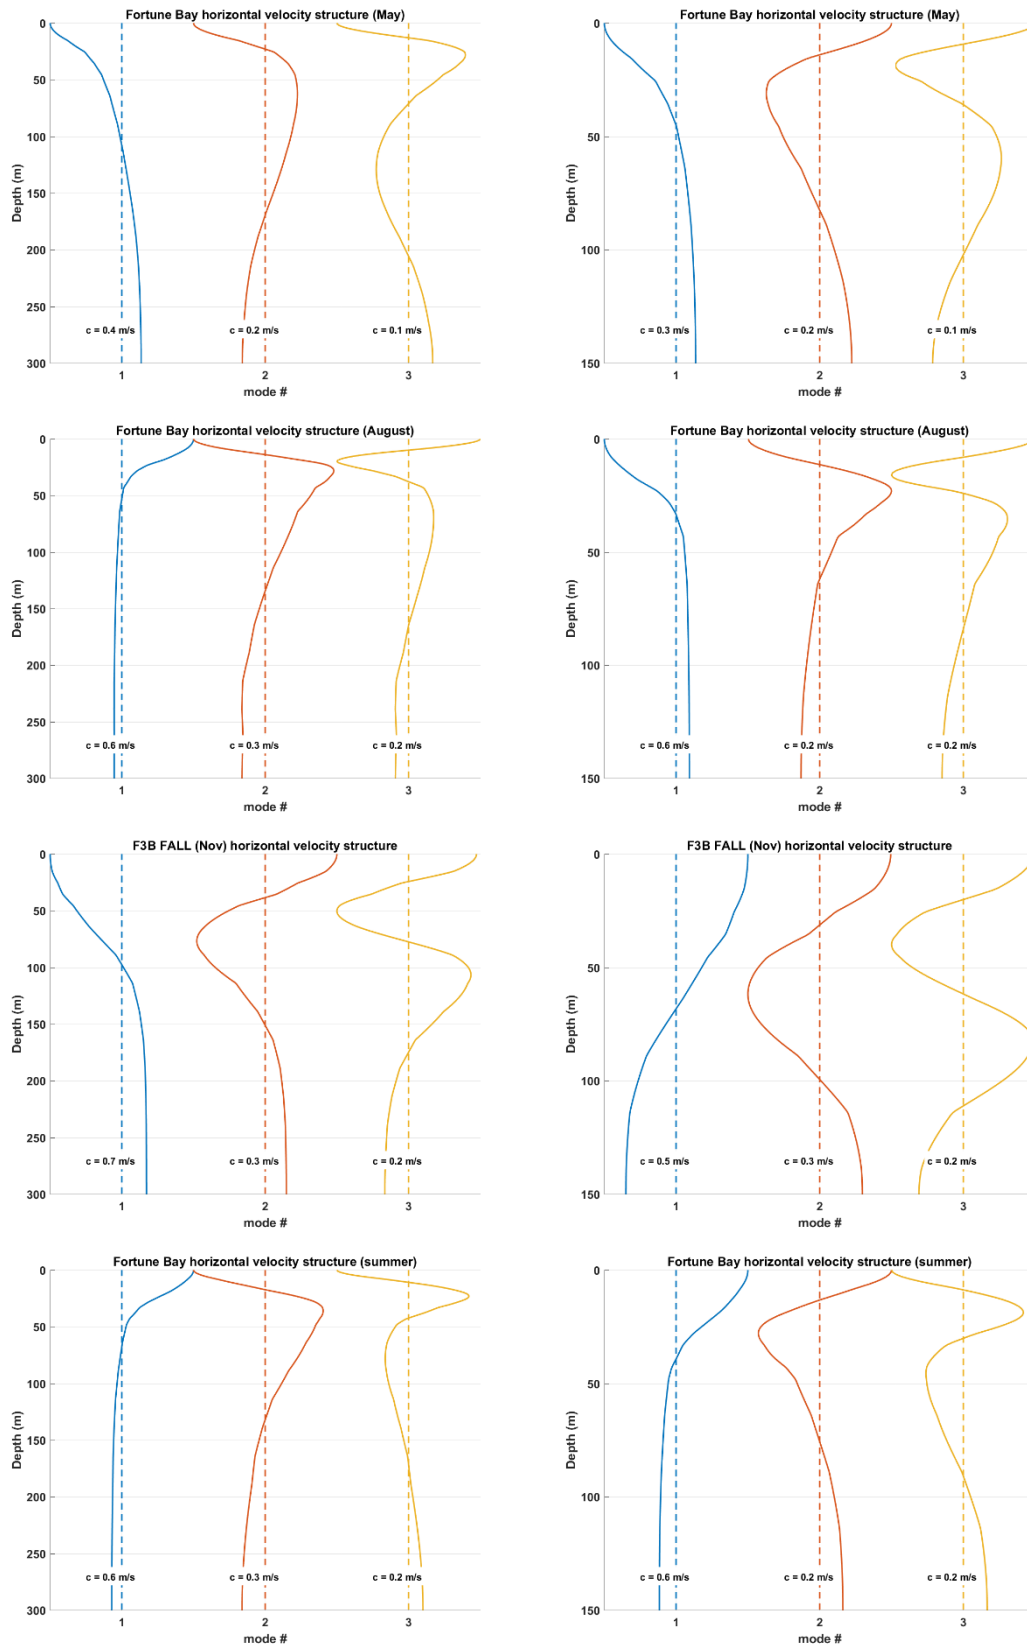 Fortune Bay horizontal velocity structure (May)
0
50
100
150
200
250
300
Depth (m)
c = 0.4 m/s
c = 0.2 m/s
c = 0.1 m/s
1
2
3
mode #
Fortune Bay horizontal velocity structure (May)
0
50
100
150
Depth (m)
c = 0.3 m/s
c = 0.2 m/s
c = 0.1 m/s
1
2
3
mode #
Fortune Bay horizontal velocity structure (August)
0
50
100
150
200
250
300
Depth (m)
c = 0.6 m/s
c = 0.3 m/s
c = 0.2 m/s
1
2
3
mode #
Fortune Bay horizontal velocity structure (August)
0
50
100
150
Depth (m)
c = 0.6 m/s
c = 0.2 m/s
c = 0.2 m/s
1
2
3
mode #
F3B FALL (Nov) horizontal velocity structure
0
50
100
150
200
250
300
Depth (m)
c = 0.7 m/s
c = 0.3 m/s
c = 0.2 m/s
1
2
3
mode #
F3B FALL (Nov) horizontal velocity structure
0
50
100
150
Depth (m)
c = 0.5 m/s
c = 0.3 m/s
c = 0.2 m/s
1
2
3
mode #
Fortune Bay horizontal velocity structure (summer)
0
50
100
150
200
250
300
Depth (m)
c = 0.6 m/s
c = 0.3 m/s
c = 0.2 m/s
1
2
3
mode #
Fortune Bay horizontal velocity structure (summer)
0
50
100
150
Depth (m)
c = 0.6 m/s
c = 0.2 m/s
c = 0.2 m/s
1
2
3
mode #